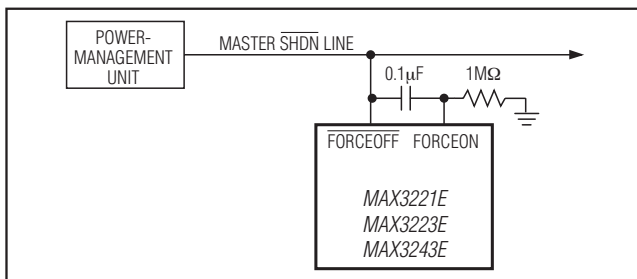 POWER-
MANAGEMENT
UNIT
MASTER SHDN LINE
0.1μF
1MΩ
FORCEOFF FORCEON
MAX3221E
MAX3223E
MAX3243E